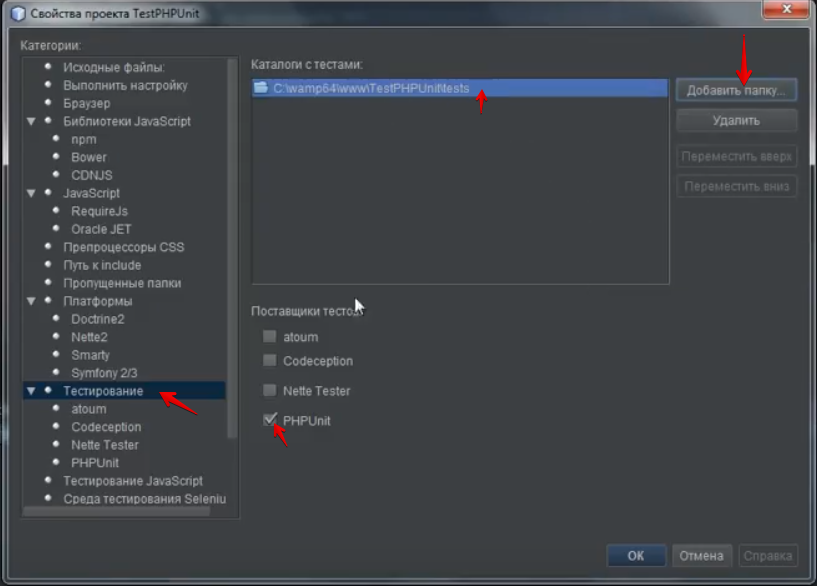 Свойства проекта TestPHPUnit
Категории:
Исходные файлы:
Выполнить настройку
Браузер
Библиотеки JavaScript
npm
Bower
CDNJS
JavaScript
RequireJs
Oracle JET
Препроцессоры CSS
Путь к include
Пропущенные папки
Платформы
Doctrine2
Nette2
Smarty
Symfony 2/3
Тестирование
atoum
Codeception
Nette Tester
PHPUnit
Тестирование JavaScript
Среда тестирования Seleniu
Каталоги с тестами:
C:\wamp64\www\TestPHPUnit\tests
Добавить папку...
Удалить
Переместить вверх
Переместить вниз
Поставщики тесто
atoum
Codeception
Nette Tester
PHPUnit
OK
Отмена
Справка